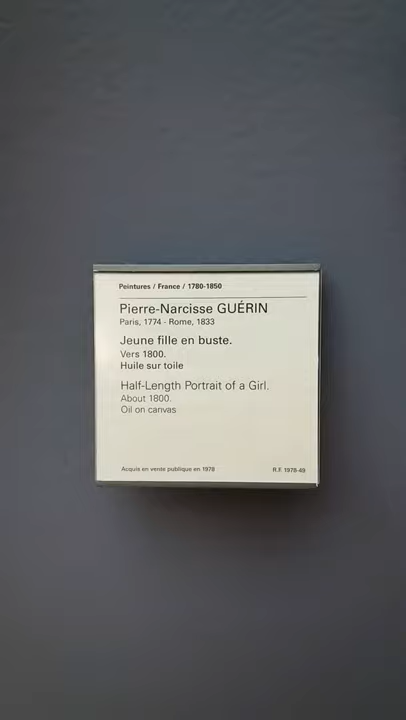 Peintures / France / 1780-1850
Pierre-Narcisse GUÉRIN
Paris, 1774 - Rome, 1833
Jeune fille en buste.
Vers 1800.
Huile sur toile
Half-Length Portrait of a Girl.
About 1800.
Oil on canvas
Acquis en vente publique en 1978 R.F. 1978-49